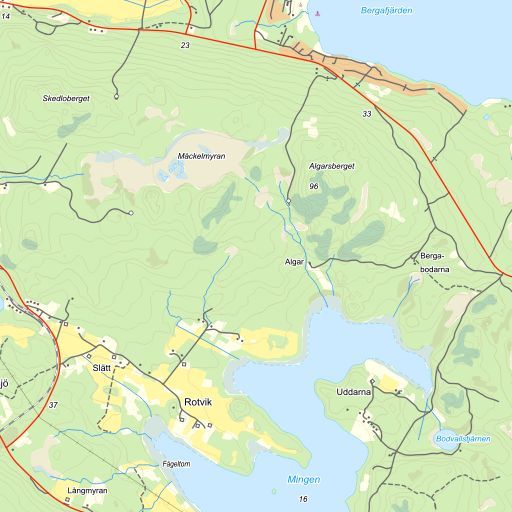 Bergafjärden
14
23
Skedloberget
33
Mäckelmyran
Algarsberget
96
Algar
Berga-
bodarna
Slätt
jö
Uddarna
37
Rotvik
Bodvallstjärnen
Fågeltorn
Mingen
Långmyran
16